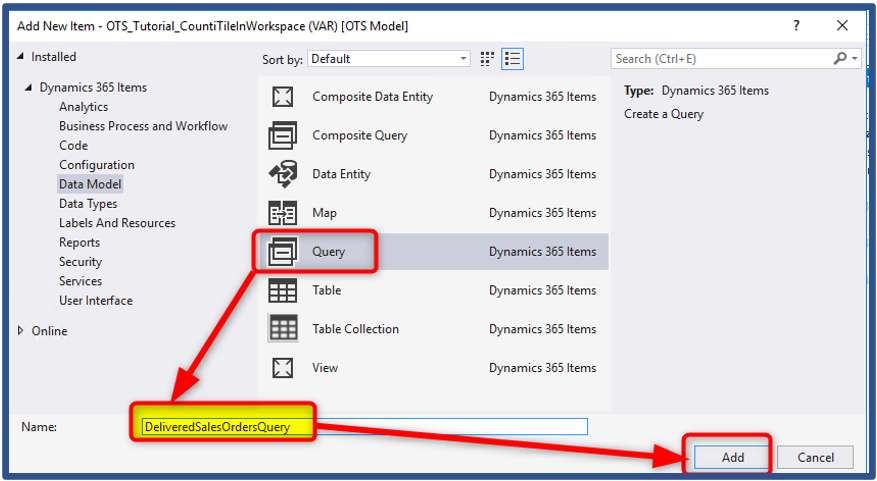 Add New Item - OTS_Tutorial_CountiTileInWorkspace (VAR) [OTS Model]
?
Installed
Sort by: Default
Search (Ctrl+E)
Dynamics 365 Items
Analytics
Business Process and Workflow
Code
Configuration
Data Model
Data Types
Labels And Resources
Reports
Security
Services
User Interface
Online
Composite Data Entity Dynamics 365 Items
Composite Query Dynamics 365 Items
Data Entity Dynamics 365 Items
Map Dynamics 365 Items
Query Dynamics 365 Items
Table Dynamics 365 Items
Table Collection Dynamics 365 Items
View Dynamics 365 Items
Type: Dynamics 365 Items
Create a Query
Name: DeliveredSalesOrdersQuery
Add Cancel